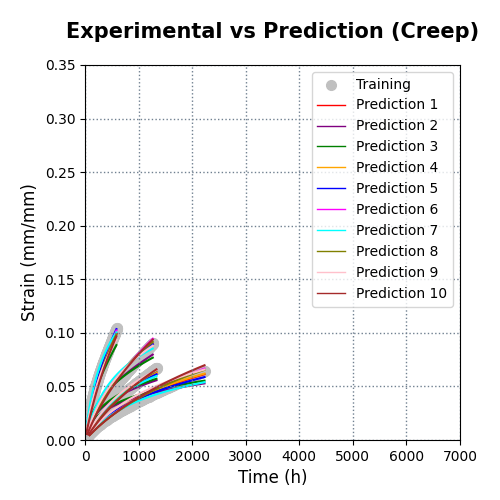 Experimental vs Prediction (Creep)
0.35
0.30
0.25
0.20
0.15
0.10
0.05
0.00
Strain (mm/mm)
Training
Prediction 1
Prediction 2
Prediction 3
Prediction 4
Prediction 5
Prediction 6
Prediction 7
Prediction 8
Prediction 9
Prediction 10
0 1000 2000 3000 4000 5000 6000 7000
Time (h)